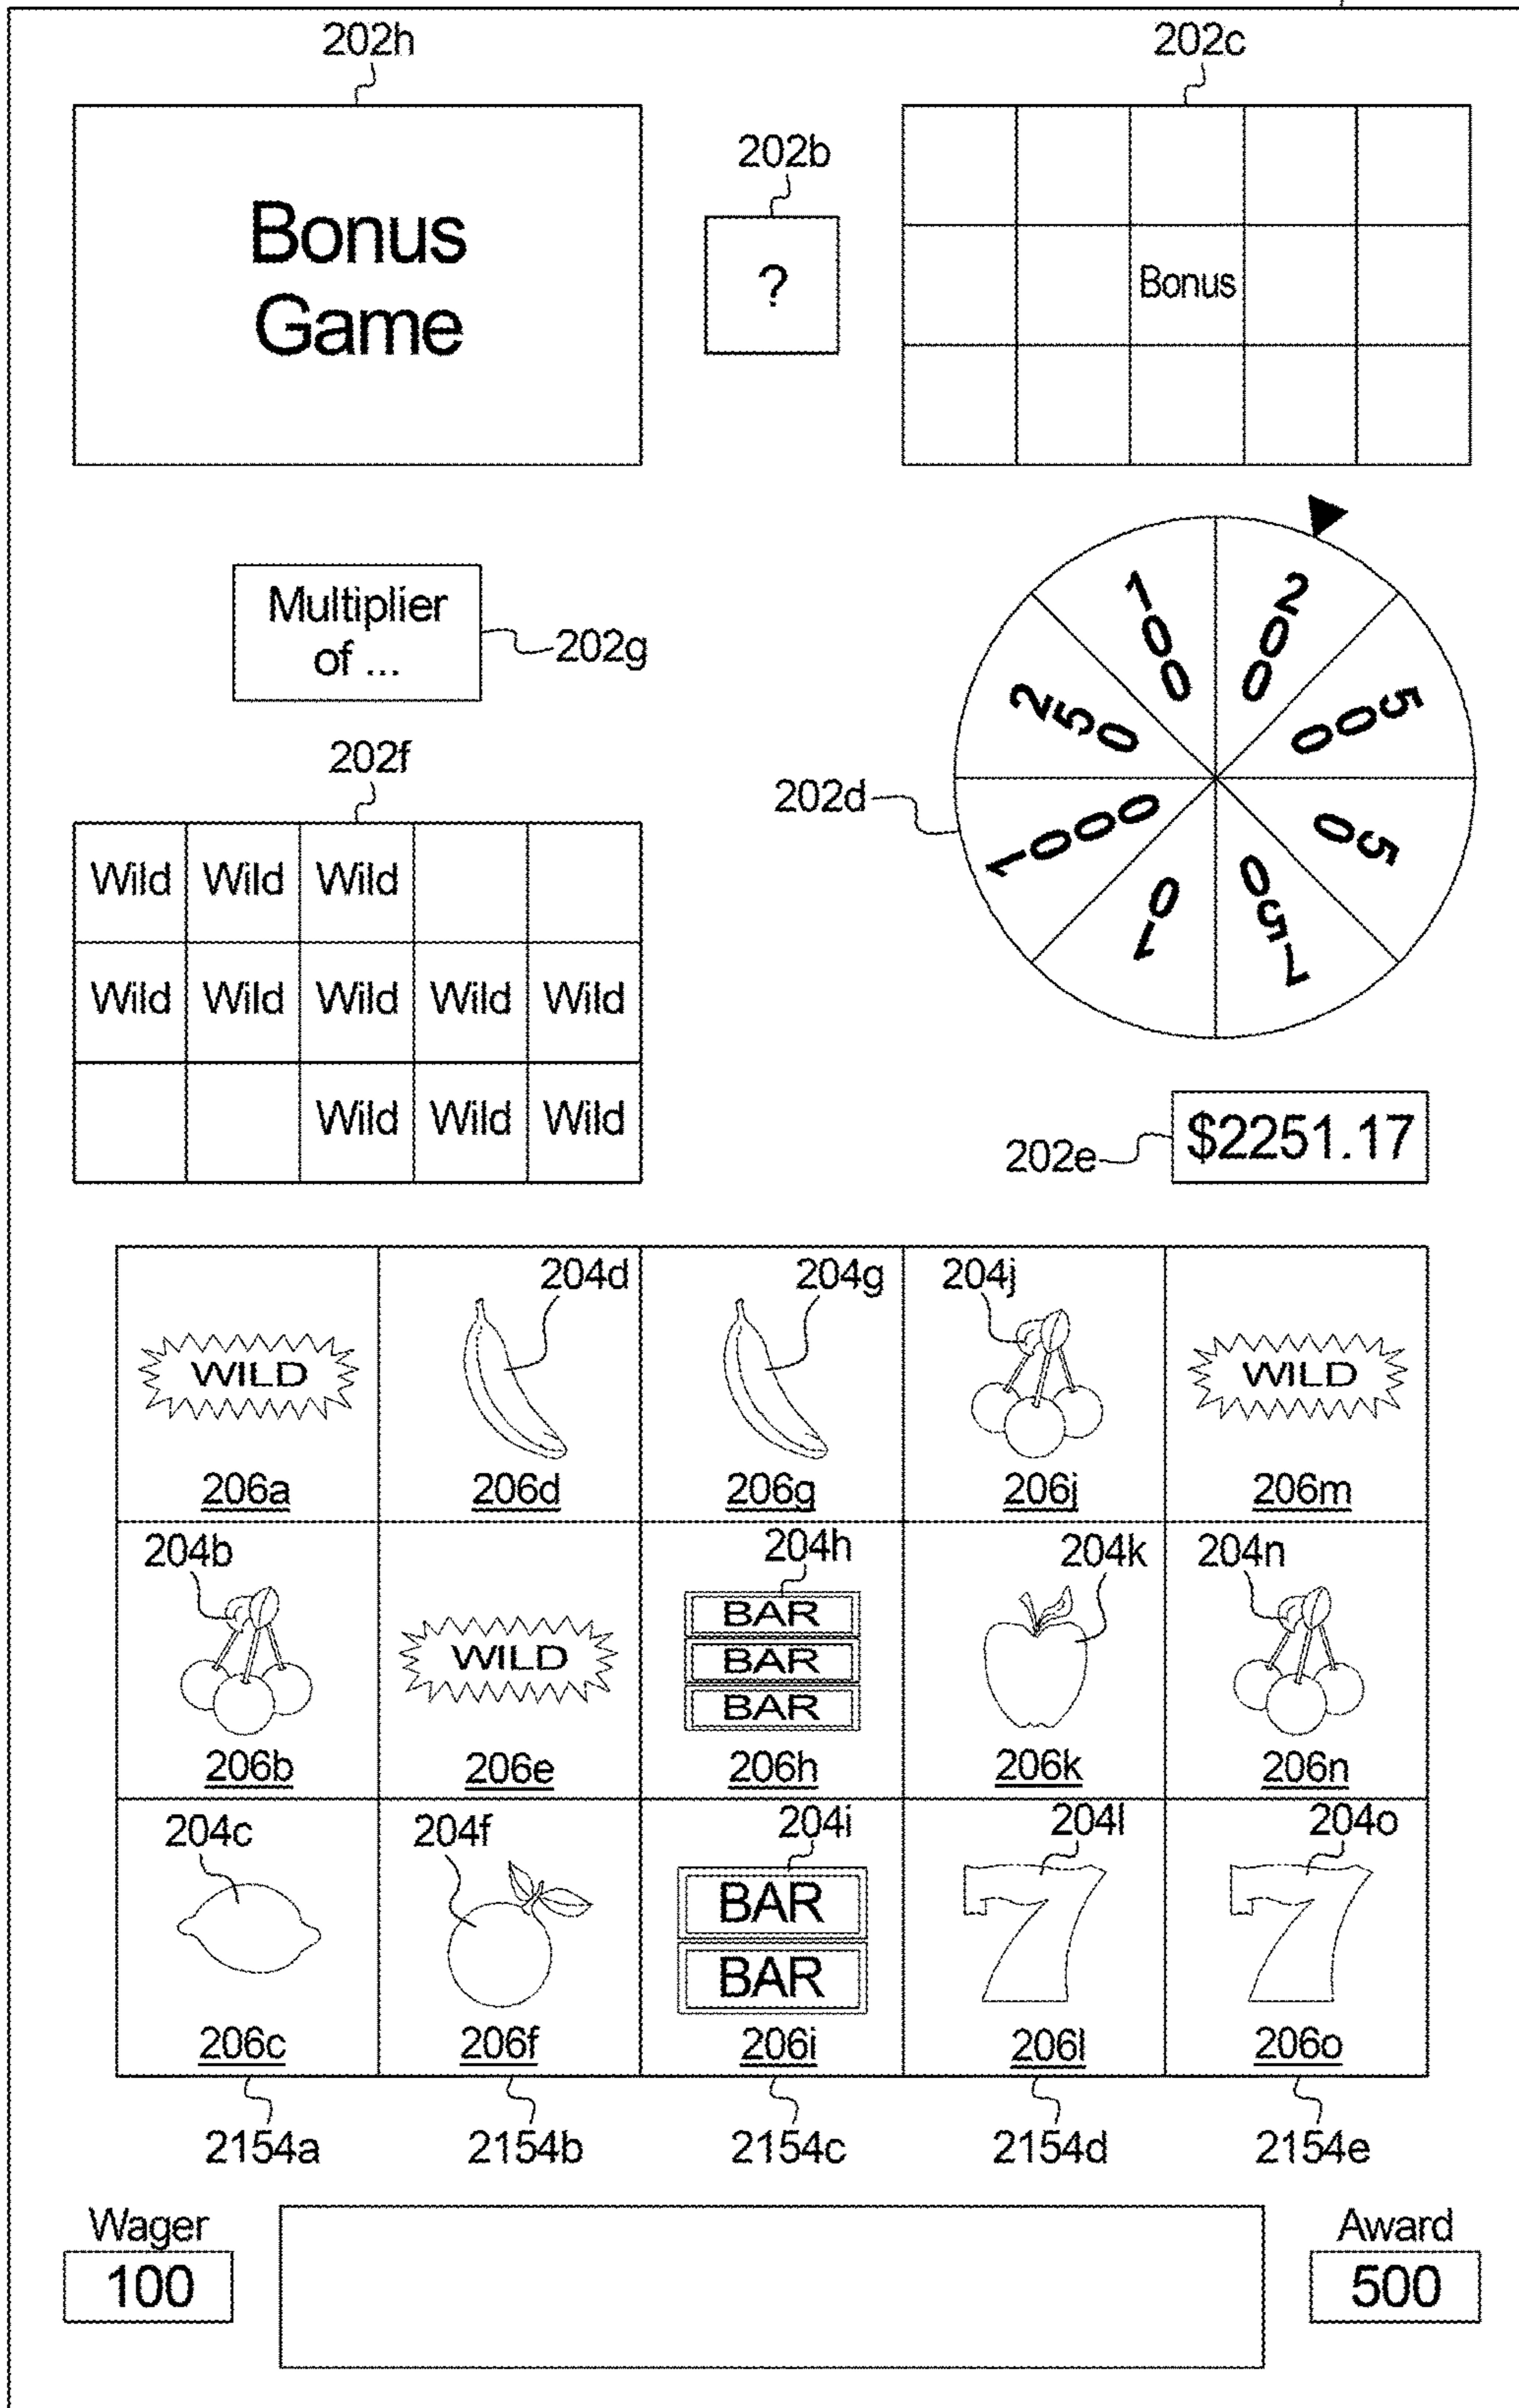 202h
202c
Bonus
Game
202b
?
Bonus
Multiplier
of ...
202g
100
200
250
500
202d
1000
50
10
750
202f
Wild Wild Wild
Wild Wild Wild Wild Wild
Wild Wild Wild
202e
$2251.17
204d 204g 204j
WILD WILD
206a 206d 206g 206j 206m
204b 204h 204k 204n
BAR
WILD BAR
BAR
206b 206e 206h 206k 206n
204c 204f 204i 204l 204o
BAR
BAR
206c 206f 206i 206l 206o
2154a 2154b 2154c 2154d 2154e
Wager Award
100 500